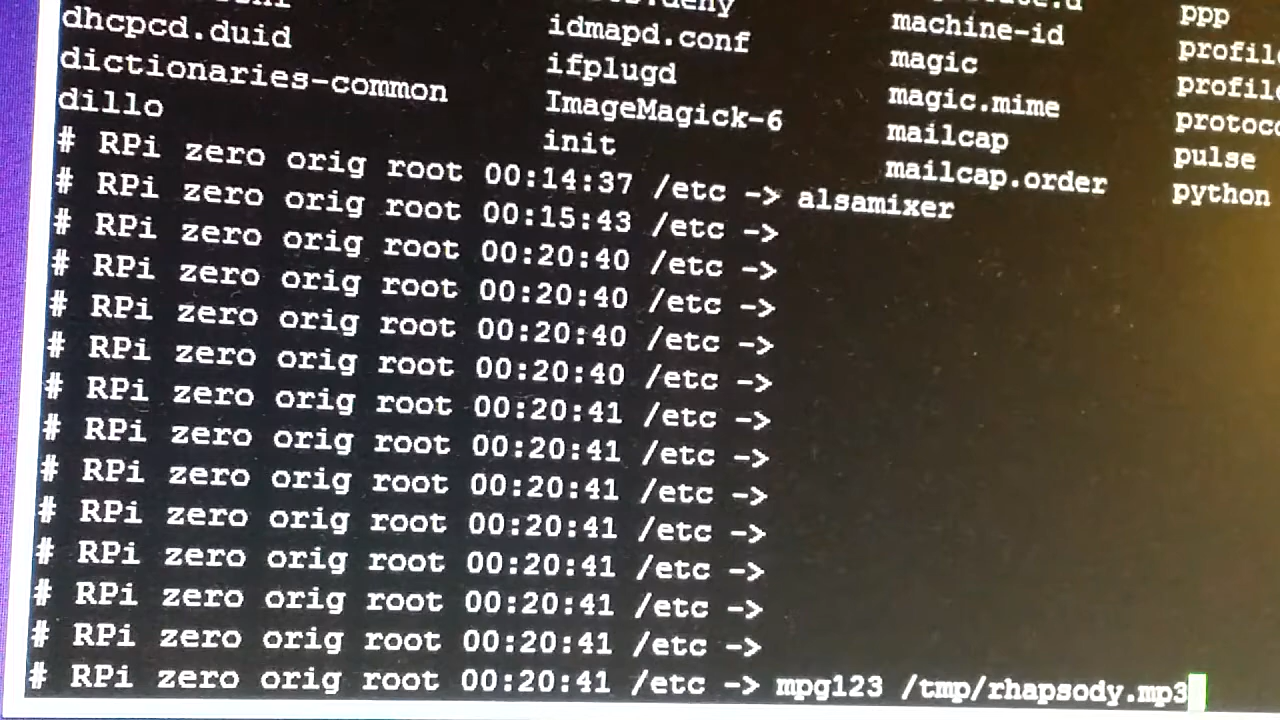 dhcpcd.duid idmapd.conf machine-id ppp
dictionaries-common ifplugd magic
dillo ImageMagick-6 magic.mime
init mailcap pulse
mailcap.order python
# RPi zero orig root 00:14:37 /etc -> alsamixer
# RPi zero orig root 00:15:43 /etc ->
# RPi zero orig root 00:20:40 /etc ->
# RPi zero orig root 00:20:40 /etc ->
# RPi zero orig root 00:20:40 /etc ->
# RPi zero orig root 00:20:40 /etc ->
# RPi zero orig root 00:20:41 /etc ->
# RPi zero orig root 00:20:41 /etc ->
# RPi zero orig root 00:20:41 /etc ->
# RPi zero orig root 00:20:41 /etc ->
# RPi zero orig root 00:20:41 /etc ->
# RPi zero orig root 00:20:41 /etc ->
# RPi zero orig root 00:20:41 /etc ->
# RPi zero orig root 00:20:41 /etc -> mpg123 /tmp/rhapsody.mp3